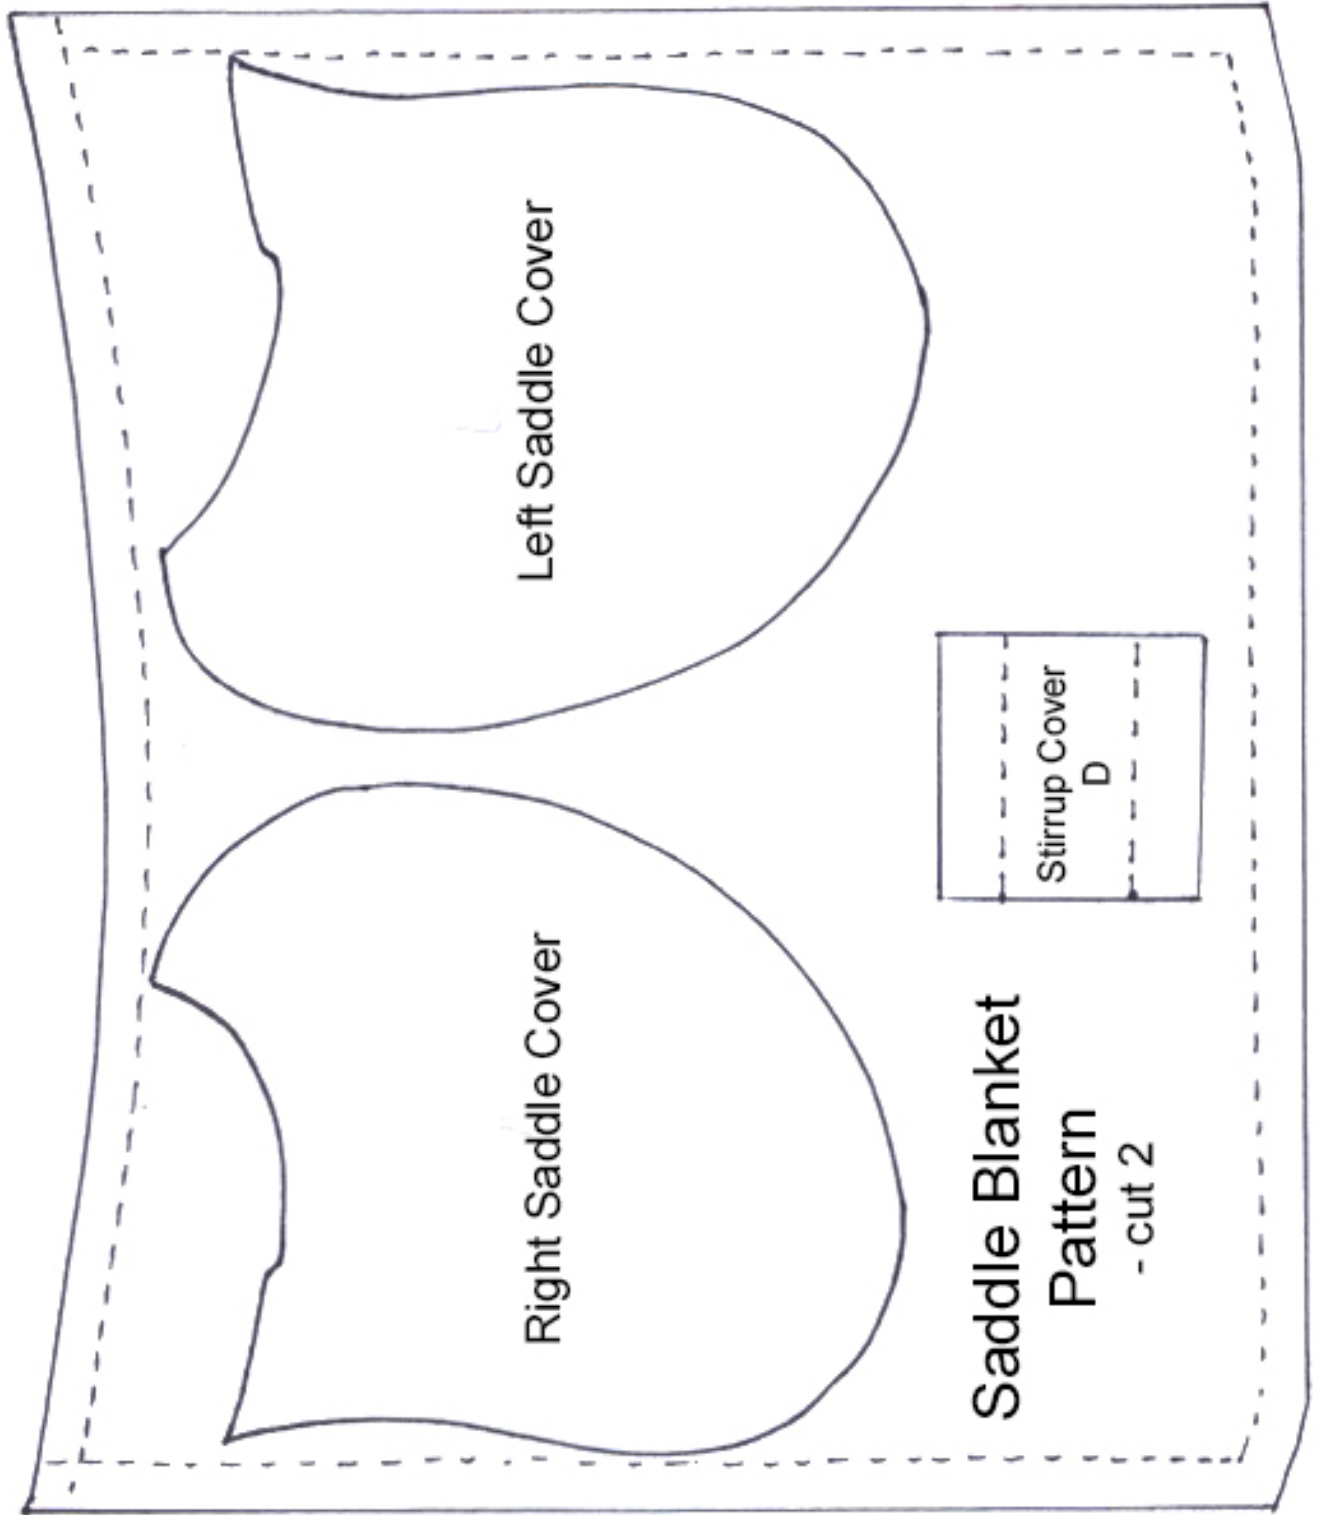 Left Saddle Cover
Right Saddle Cover
Stirrup Cover
D
Saddle Blanket
Pattern
- cut 2